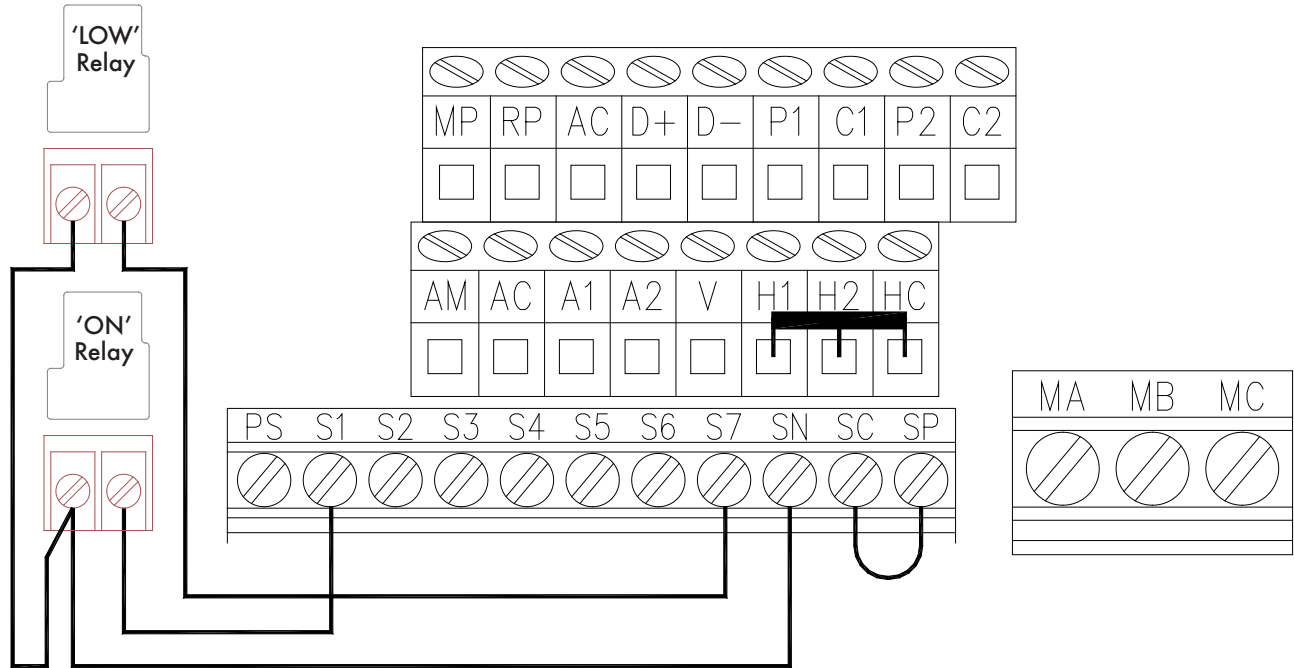 ‘LOW’
Relay
MP RP AC D+ D− P1 C1 P2 C2
AM AC A1 A2 V H1 H2 HC
‘ON’
Relay
PS S1 S2 S3 S4 S5 S6 S7 SN SC SP
MA MB MC